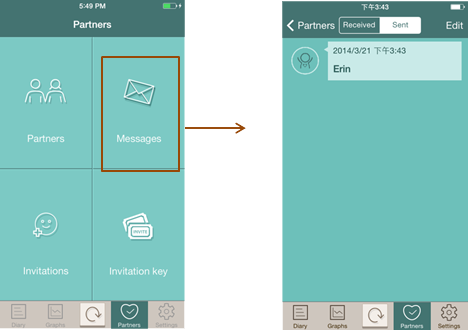 5:49 PM
Partners
Partners
Messages
Invitations
INVITE
Invitation key
Diary
Graphs
Partners
Settings
下午3:43
Partners
Received
Sent
Edit
2014/3/21 下午3:43
Erin
Diary
Graphs
Partners
Settings